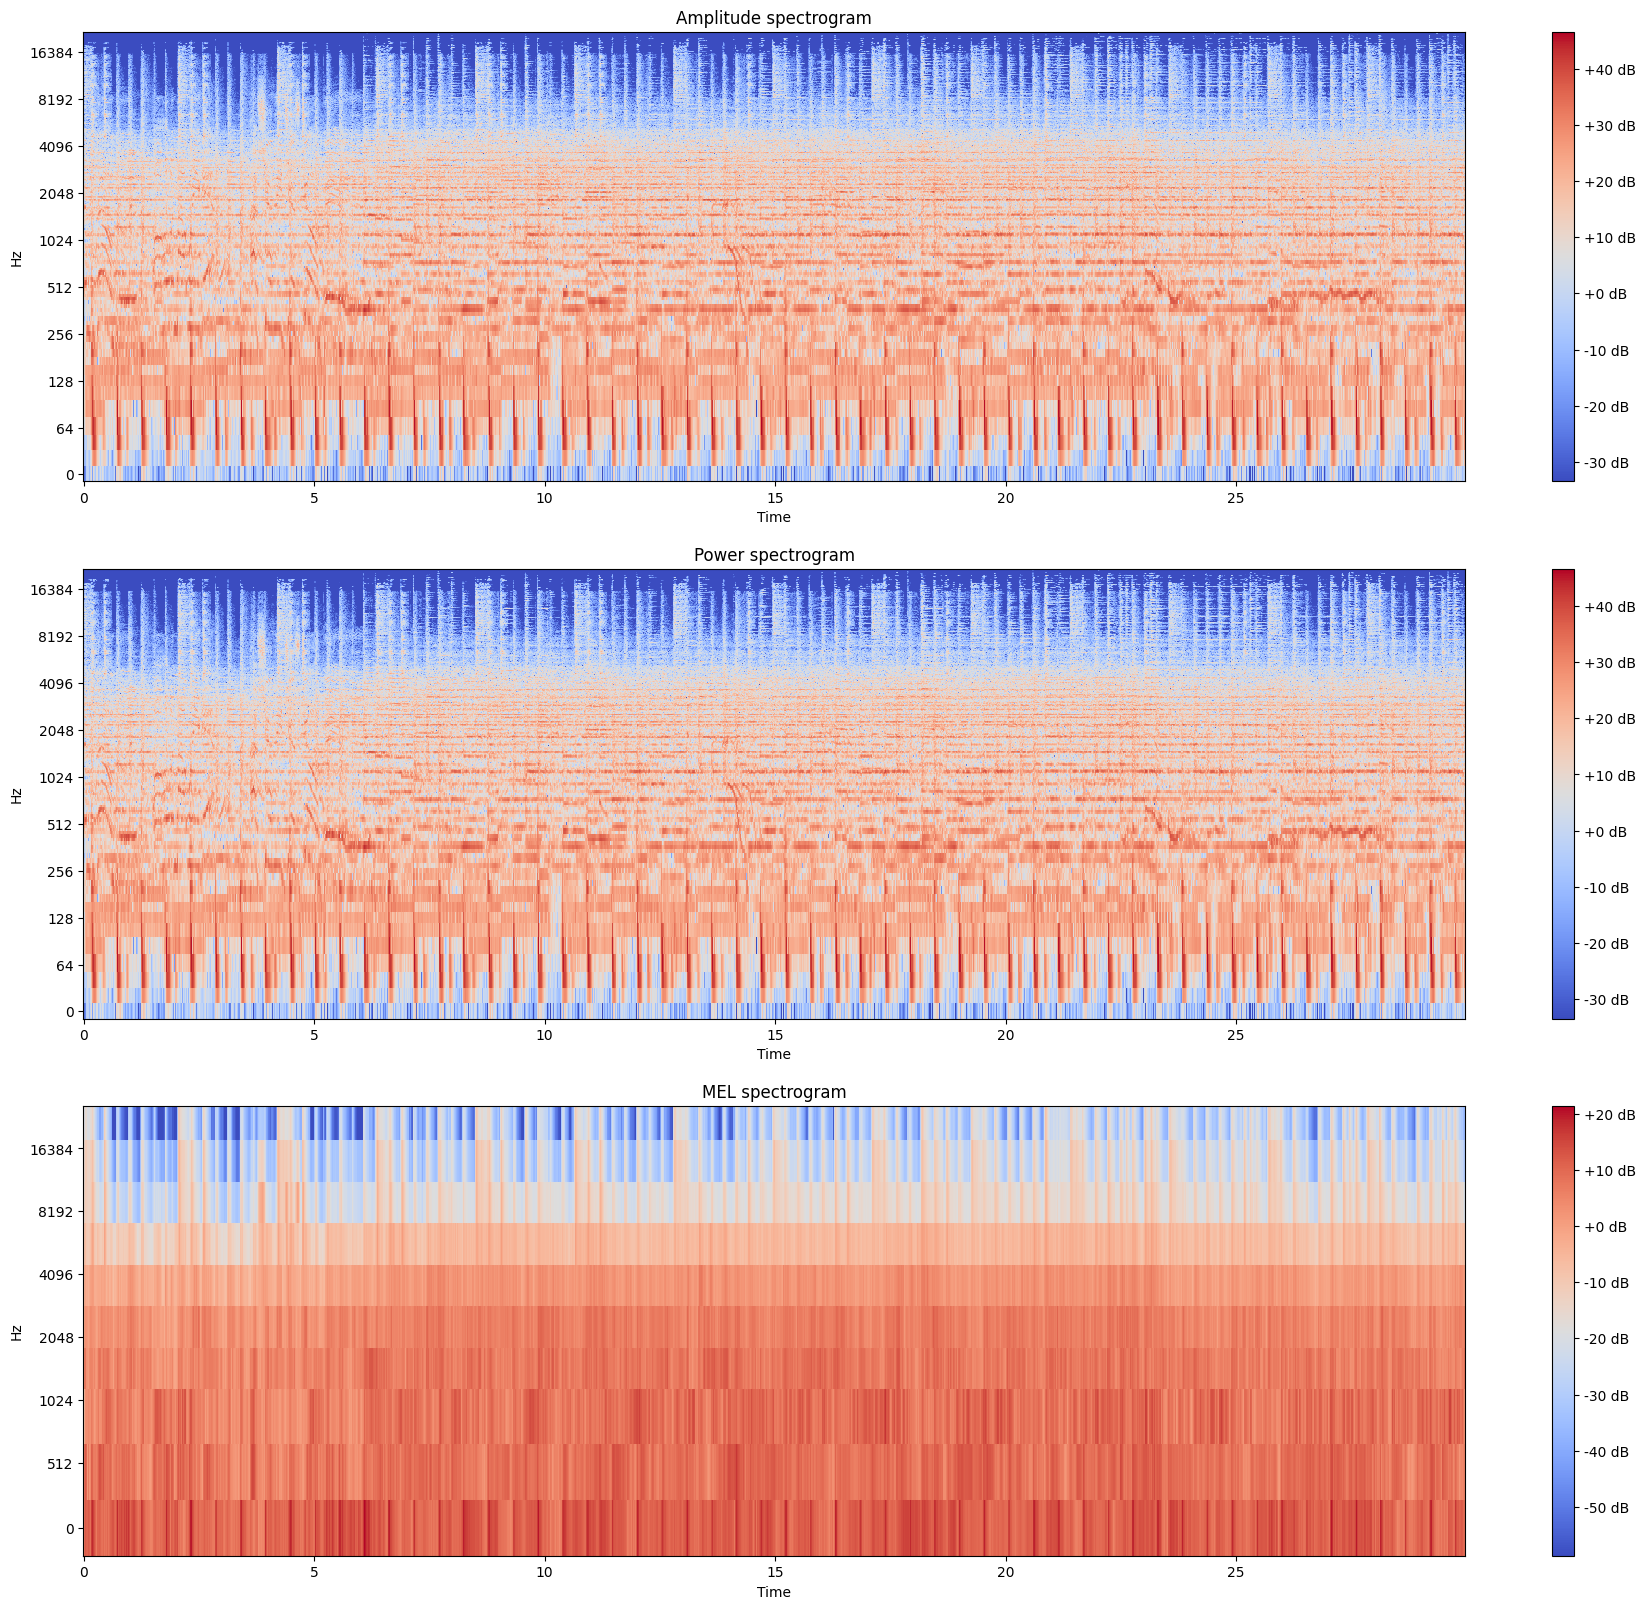 Amplitude spectrogram
16384
8192
4096
2048
1024
512
256
128
64
0
Hz
0 5 10 15 20 25
Time
+40 dB
+30 dB
+20 dB
+10 dB
+0 dB
-10 dB
-20 dB
-30 dB
Power spectrogram
16384
8192
4096
2048
1024
512
256
128
64
0
Hz
0 5 10 15 20 25
Time
+40 dB
+30 dB
+20 dB
+10 dB
+0 dB
-10 dB
-20 dB
-30 dB
MEL spectrogram
16384
8192
4096
2048
1024
512
0
Hz
0 5 10 15 20 25
Time
+20 dB
+10 dB
+0 dB
-10 dB
-20 dB
-30 dB
-40 dB
-50 dB